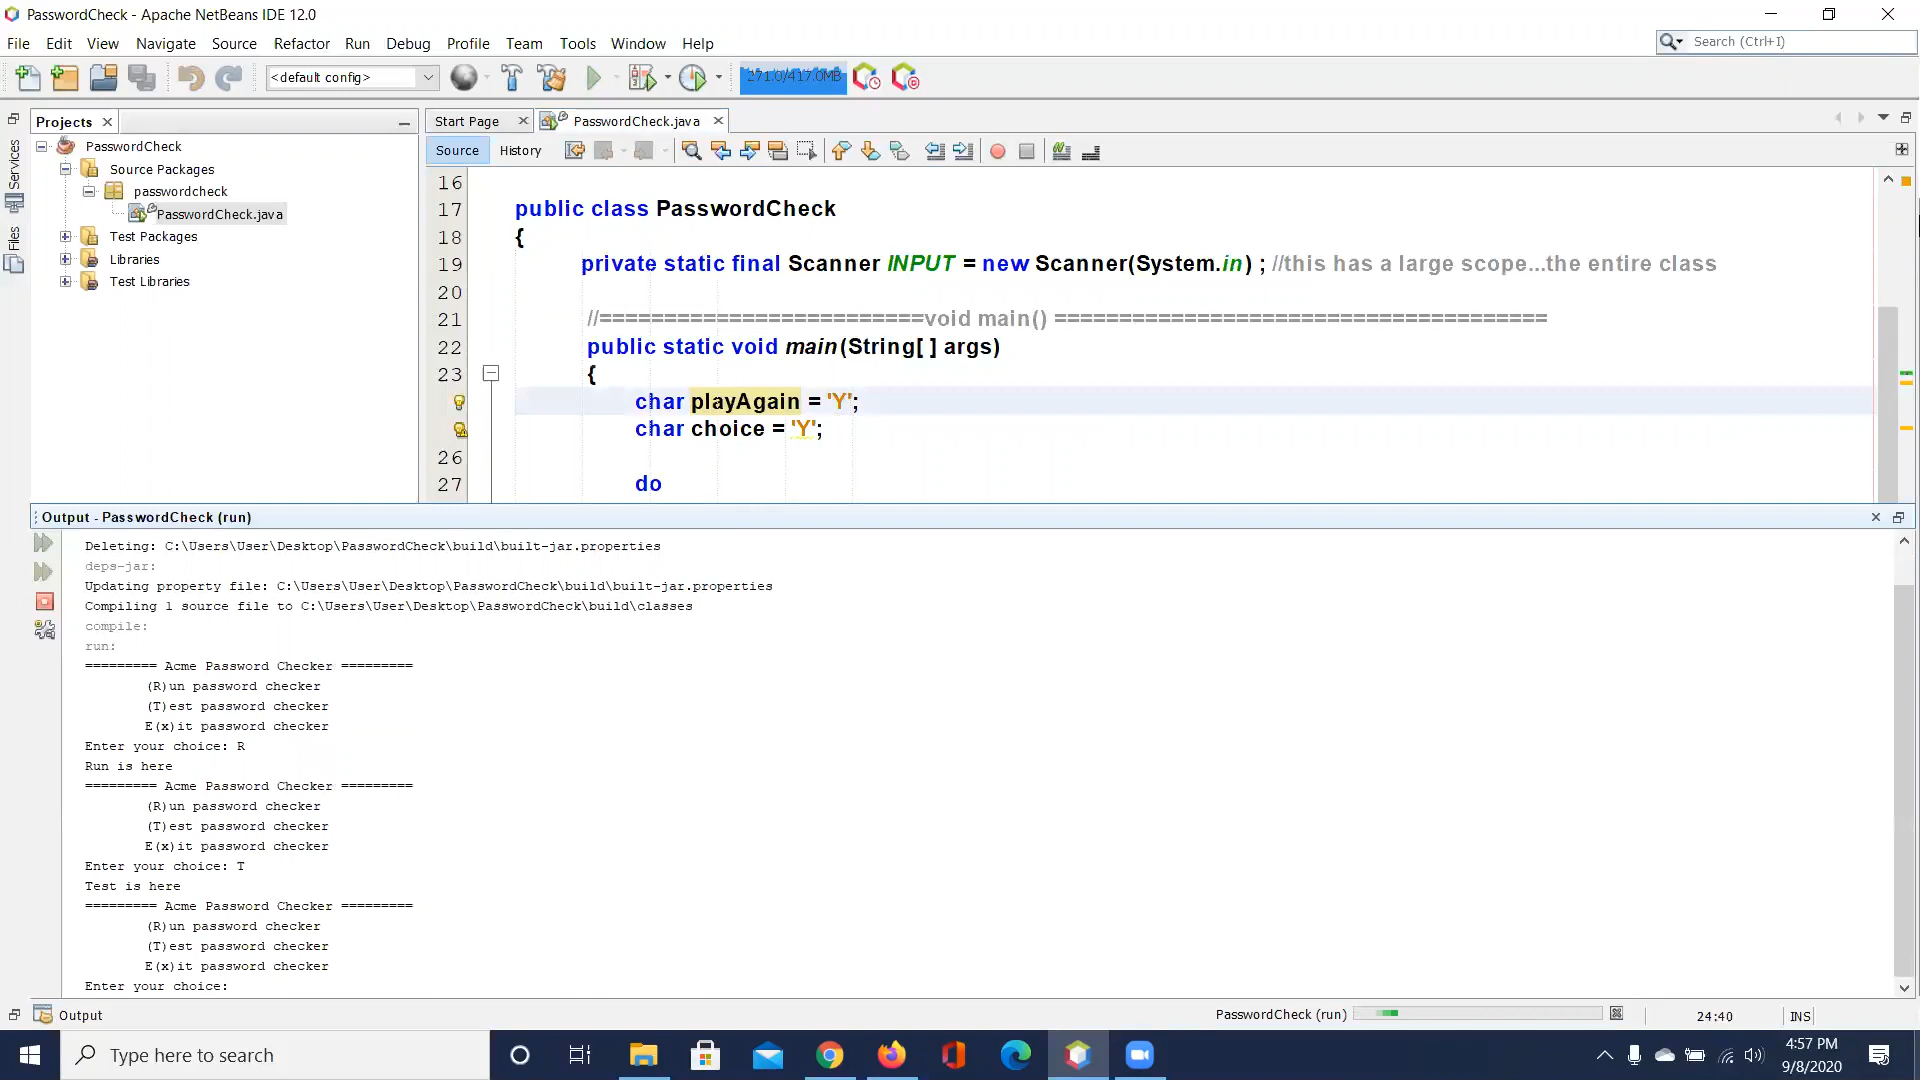 PasswordCheck - Apache NetBeans IDE 12.0
File Edit View Navigate Source Refactor Run Debug Profile Team Tools Window Help
Search (Ctrl+I)
<default config>
271.0/417.0MB
Projects
Start Page
PasswordCheck.java
Services
Files
PasswordCheck
Source Packages
passwordcheck
PasswordCheck.java
Test Packages
Libraries
Test Libraries
Source History
16
17 public class PasswordCheck
18 {
19 private static final Scanner INPUT = new Scanner(System.in) ; //this has a large scope...the entire class
20
21 //=========================void main() ======================================
22 public static void main(String[ ] args)
23 {
char playAgain = 'Y';
char choice = 'Y';
26
27 do
Output - PasswordCheck (run)
Deleting: C:\Users\User\Desktop\PasswordCheck\build\built-jar.properties
deps-jar:
Updating property file: C:\Users\User\Desktop\PasswordCheck\build\built-jar.properties
Compiling 1 source file to C:\Users\User\Desktop\PasswordCheck\build\classes
compile:
run:
========= Acme Password Checker =========
(R)un password checker
(T)est password checker
E(x)it password checker
Enter your choice: R
Run is here
========= Acme Password Checker =========
(R)un password checker
(T)est password checker
E(x)it password checker
Enter your choice: T
Test is here
========= Acme Password Checker =========
(R)un password checker
(T)est password checker
E(x)it password checker
Enter your choice:
Output
PasswordCheck (run)
24:40
INS
Type here to search
4:57 PM
9/8/2020